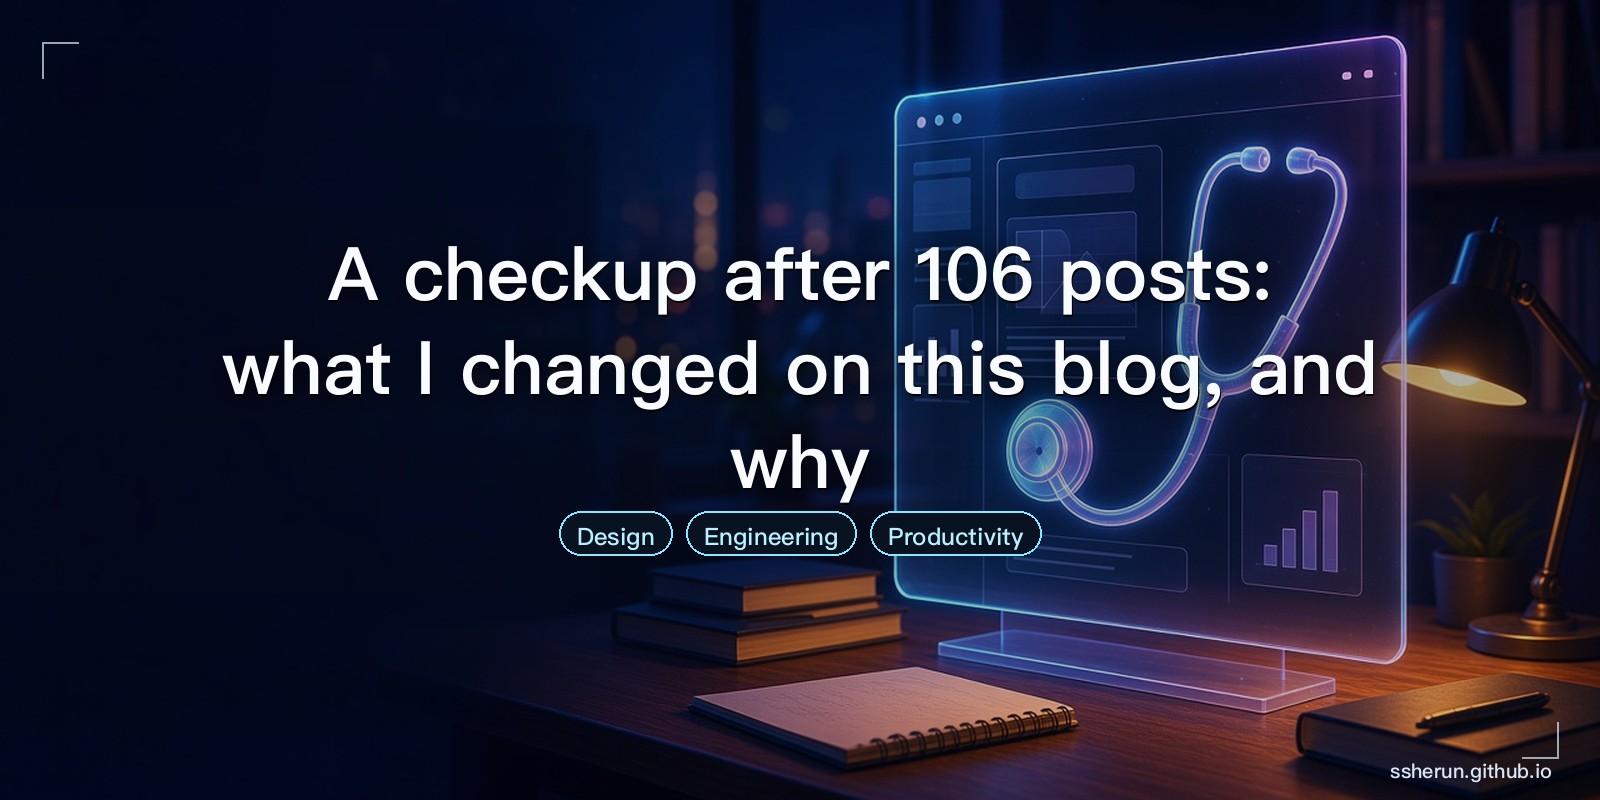 A checkup after 106 posts:
what I changed on this blog, and
why
Design
Engineering
Productivity
ssherun.github.io